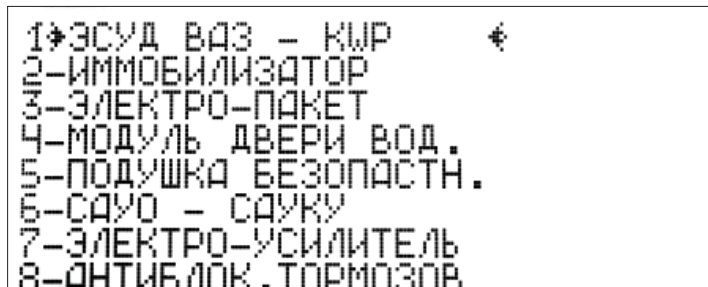 1→ЭСУД ВАЗ – KWP ←
2–ИММОБИЛИЗАТОР
3–ЭЛЕКТРО–ПАКЕТ
4–МОДУЛЬ ДВЕРИ ВОД.
5–ПОДУШКА БЕЗОПАСТН.
6–САУО – САУКУ
7–ЭЛЕКТРО–УСИЛИТЕЛЬ
8–АНТИБЛОК.ТОРМОЗОВ